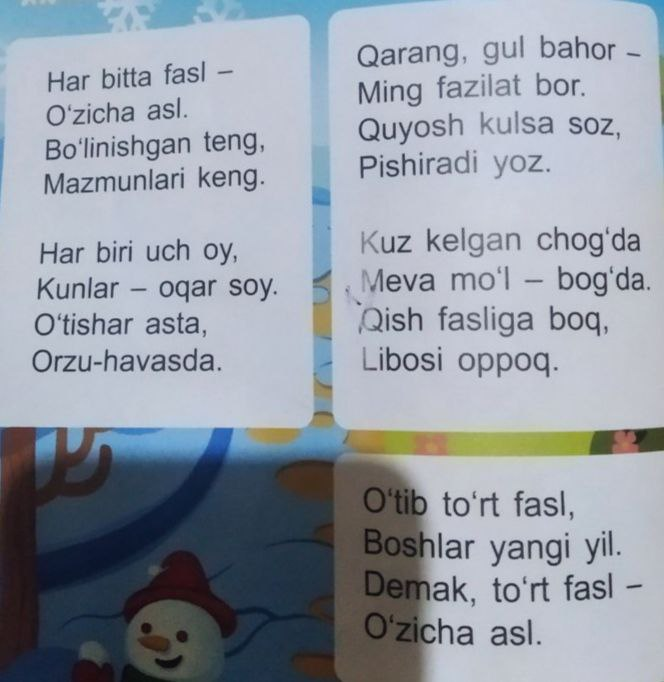 Har bitta fasl –
O‘zicha asl.
Bo‘linishgan teng,
Mazmunlari keng.
Har biri uch oy,
Kunlar – oqar soy.
O‘tishar asta,
Orzu-havasda.
Qarang, gul bahor –
Ming fazilat bor.
Quyosh kulsa soz,
Pishiradi yoz.
Kuz kelgan chog‘da
Meva mo‘l – bog‘da.
Qish fasliga boq,
Libosi oppoq.
O‘tib to‘rt fasl,
Boshlar yangi yil.
Demak, to‘rt fasl –
O‘zicha asl.